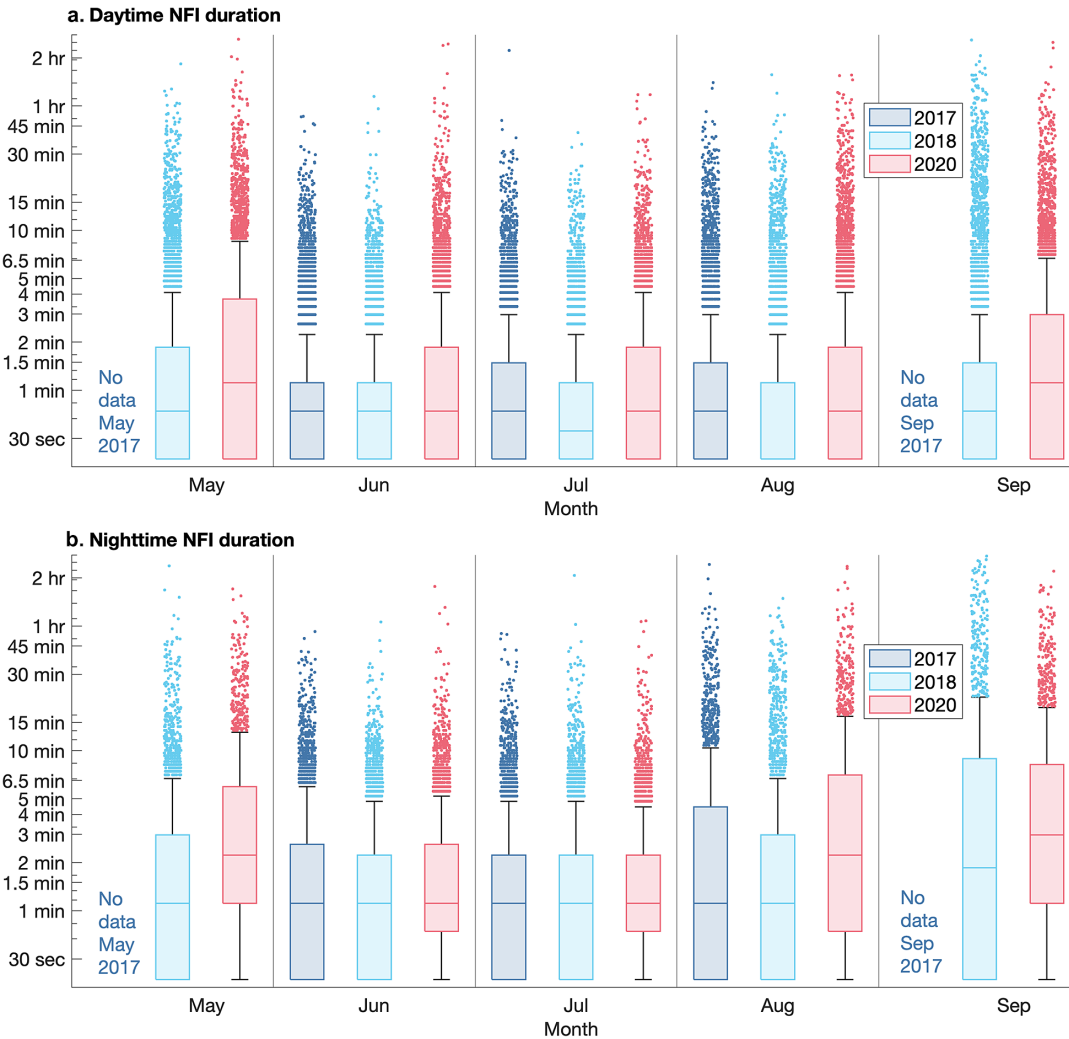 a. Daytime NFI duration
2 hr
1 hr
45 min
30 min
15 min
10 min
6.5 min
5 min
4 min
3 min
2 min
1.5 min
1 min
30 sec
2017
2018
2020
No
data
May
2017
No
data
Sep
2017
May
Jun
Jul
Aug
Sep
Month
b. Nighttime NFI duration
2 hr
1 hr
45 min
30 min
15 min
10 min
6.5 min
5 min
4 min
3 min
2 min
1.5 min
1 min
30 sec
2017
2018
2020
No
data
May
2017
No
data
Sep
2017
May
Jun
Jul
Aug
Sep
Month